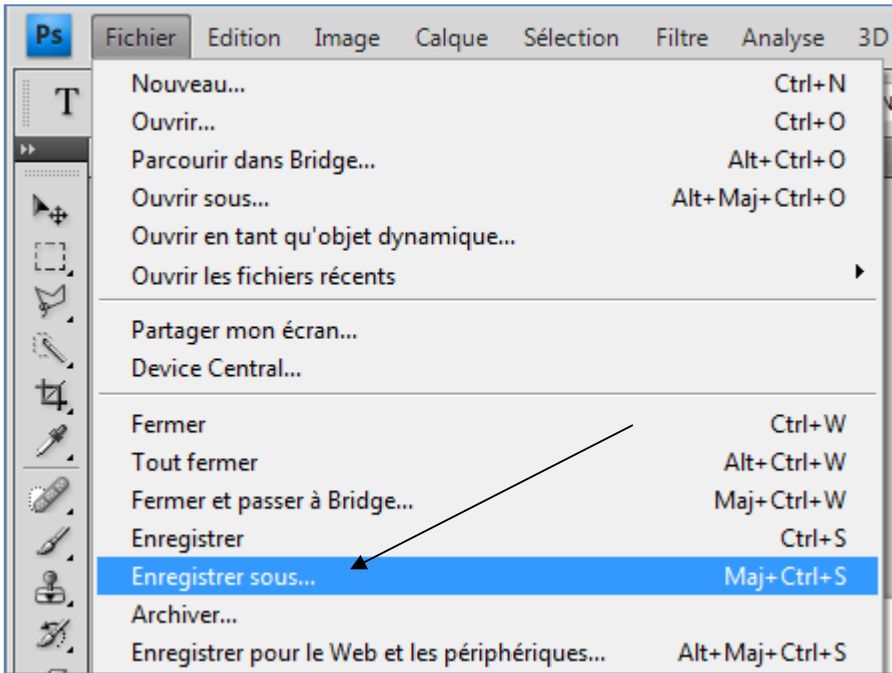 Ps Fichier Edition Image Calque Sélection Filtre Analyse 3D
T
Nouveau... Ctrl+N
Ouvrir... Ctrl+O
Parcourir dans Bridge... Alt+Ctrl+O
Ouvrir sous... Alt+Maj+Ctrl+O
Ouvrir en tant qu'objet dynamique...
Ouvrir les fichiers récents
Partager mon écran...
Device Central...
Fermer Ctrl+W
Tout fermer Alt+Ctrl+W
Fermer et passer à Bridge... Maj+Ctrl+W
Enregistrer Ctrl+S
Enregistrer sous... Maj+Ctrl+S
Archiver...
Enregistrer pour le Web et les périphériques... Alt+Maj+Ctrl+S